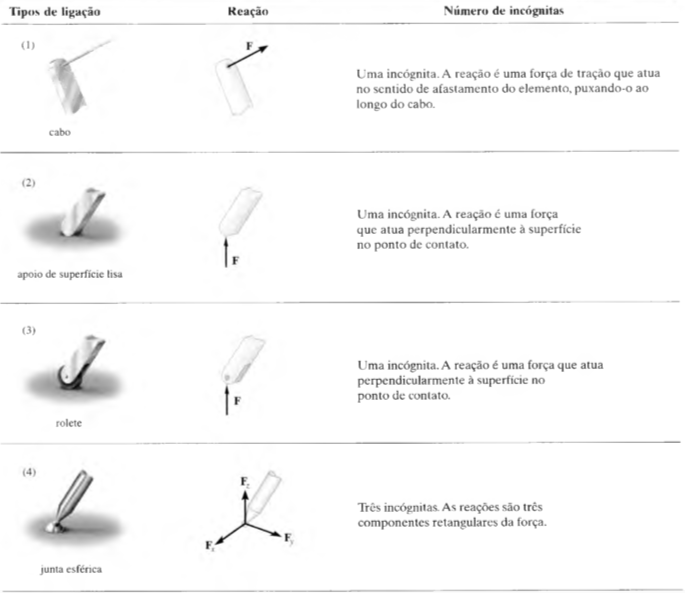 Tipos de ligação Reação Número de incógnitas
(1)
F
Uma incógnita. A reação é uma força de tração que atua
no sentido de afastamento do elemento, puxando-o ao
longo do cabo.
cabo
(2)
Uma incógnita. A reação é uma força
que atua perpendicularmente à superfície
no ponto de contato.
F
apoio de superfície lisa
(3)
Uma incógnita. A reação é uma força que atua
perpendicularmente à superfície no
ponto de contato.
F
rolete
(4)
Fz
Três incógnitas. As reações são três
componentes retangulares da força.
Fx Fy
junta esférica